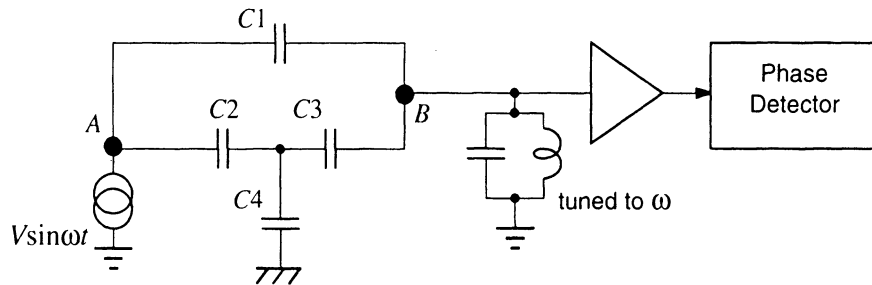 C1
Phase
Detector
A
C2
C3
B
C4
tuned to ω
Vsinωt